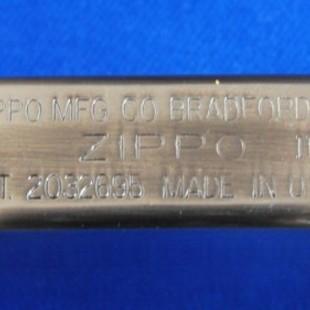 PPO MFG CO BRADFORD
ZIPPO
T. 2032695 MADE IN U